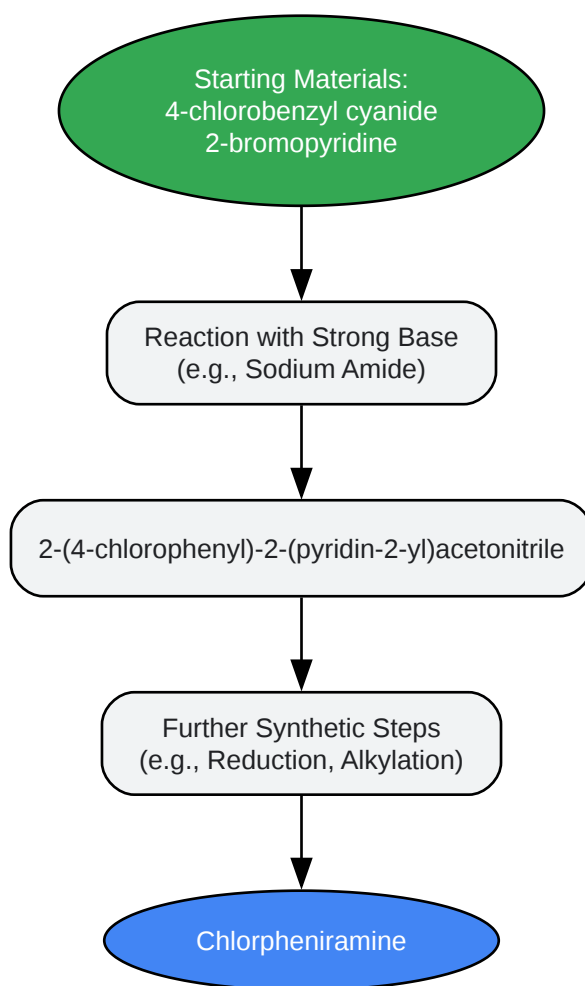 Starting Materials:
4-chlorobenzyl cyanide
2-bromopyridine
Reaction with Strong Base
(e.g., Sodium Amide)
2-(4-chlorophenyl)-2-(pyridin-2-yl)acetonitrile
Further Synthetic Steps
(e.g., Reduction, Alkylation)
Chlorpheniramine